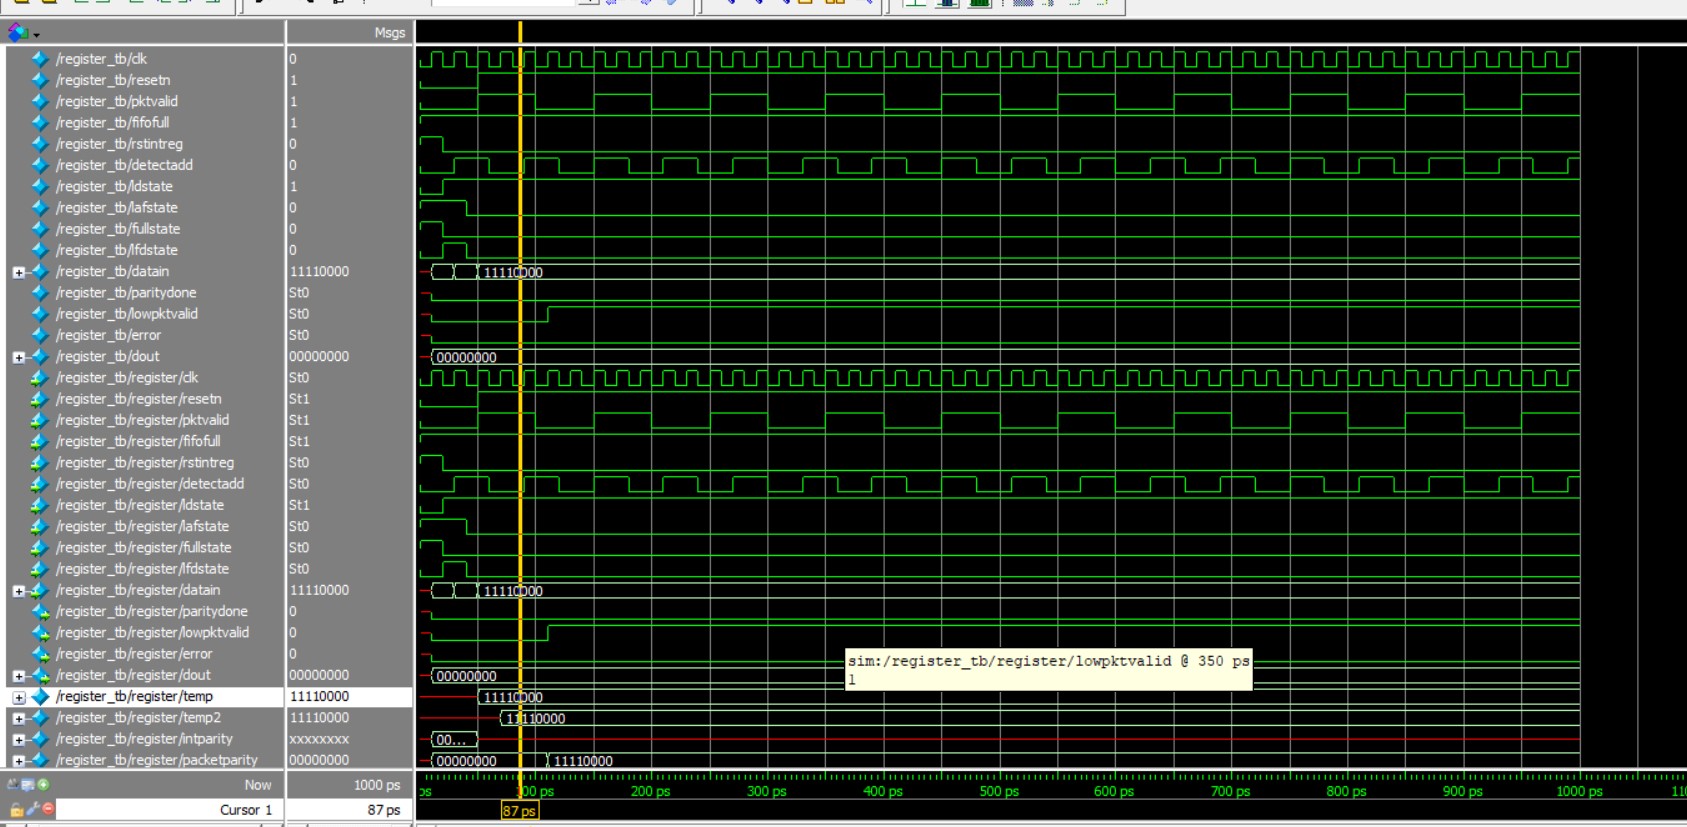 Msgs
/register_tb/clk 0
/register_tb/resetn 1
/register_tb/pktvalid 1
/register_tb/fifofull 1
/register_tb/rstintreg 0
/register_tb/detectadd 0
/register_tb/ldstate 1
/register_tb/lafstate 0
/register_tb/fullstate 0
/register_tb/lfdstate 0
/register_tb/datain 11110000 11110000
/register_tb/paritydone St0
/register_tb/lowpktvalid St0
/register_tb/error St0
/register_tb/dout 00000000 00000000
/register_tb/register/clk St0
/register_tb/register/resetn St1
/register_tb/register/pktvalid St1
/register_tb/register/fifofull St1
/register_tb/register/rstintreg St0
/register_tb/register/detectadd St0
/register_tb/register/ldstate St1
/register_tb/register/lafstate St0
/register_tb/register/fullstate St0
/register_tb/register/lfdstate St0
/register_tb/register/datain 11110000 11110000
/register_tb/register/paritydone 0
/register_tb/register/lowpktvalid 0
/register_tb/register/error 0
sim:/register_tb/register/lowpktvalid @ 350 ps
1
/register_tb/register/dout 00000000 00000000
/register_tb/register/temp 11110000 11110000
/register_tb/register/temp2 11110000 11110000
/register_tb/register/intparity xxxxxxxx 00...
/register_tb/register/packetparity 00000000 00000000 11110000
Now 1000 ps ps 100 ps 200 ps 300 ps 400 ps 500 ps 600 ps 700 ps 800 ps 900 ps 1000 ps
Cursor 1 87 ps 87 ps